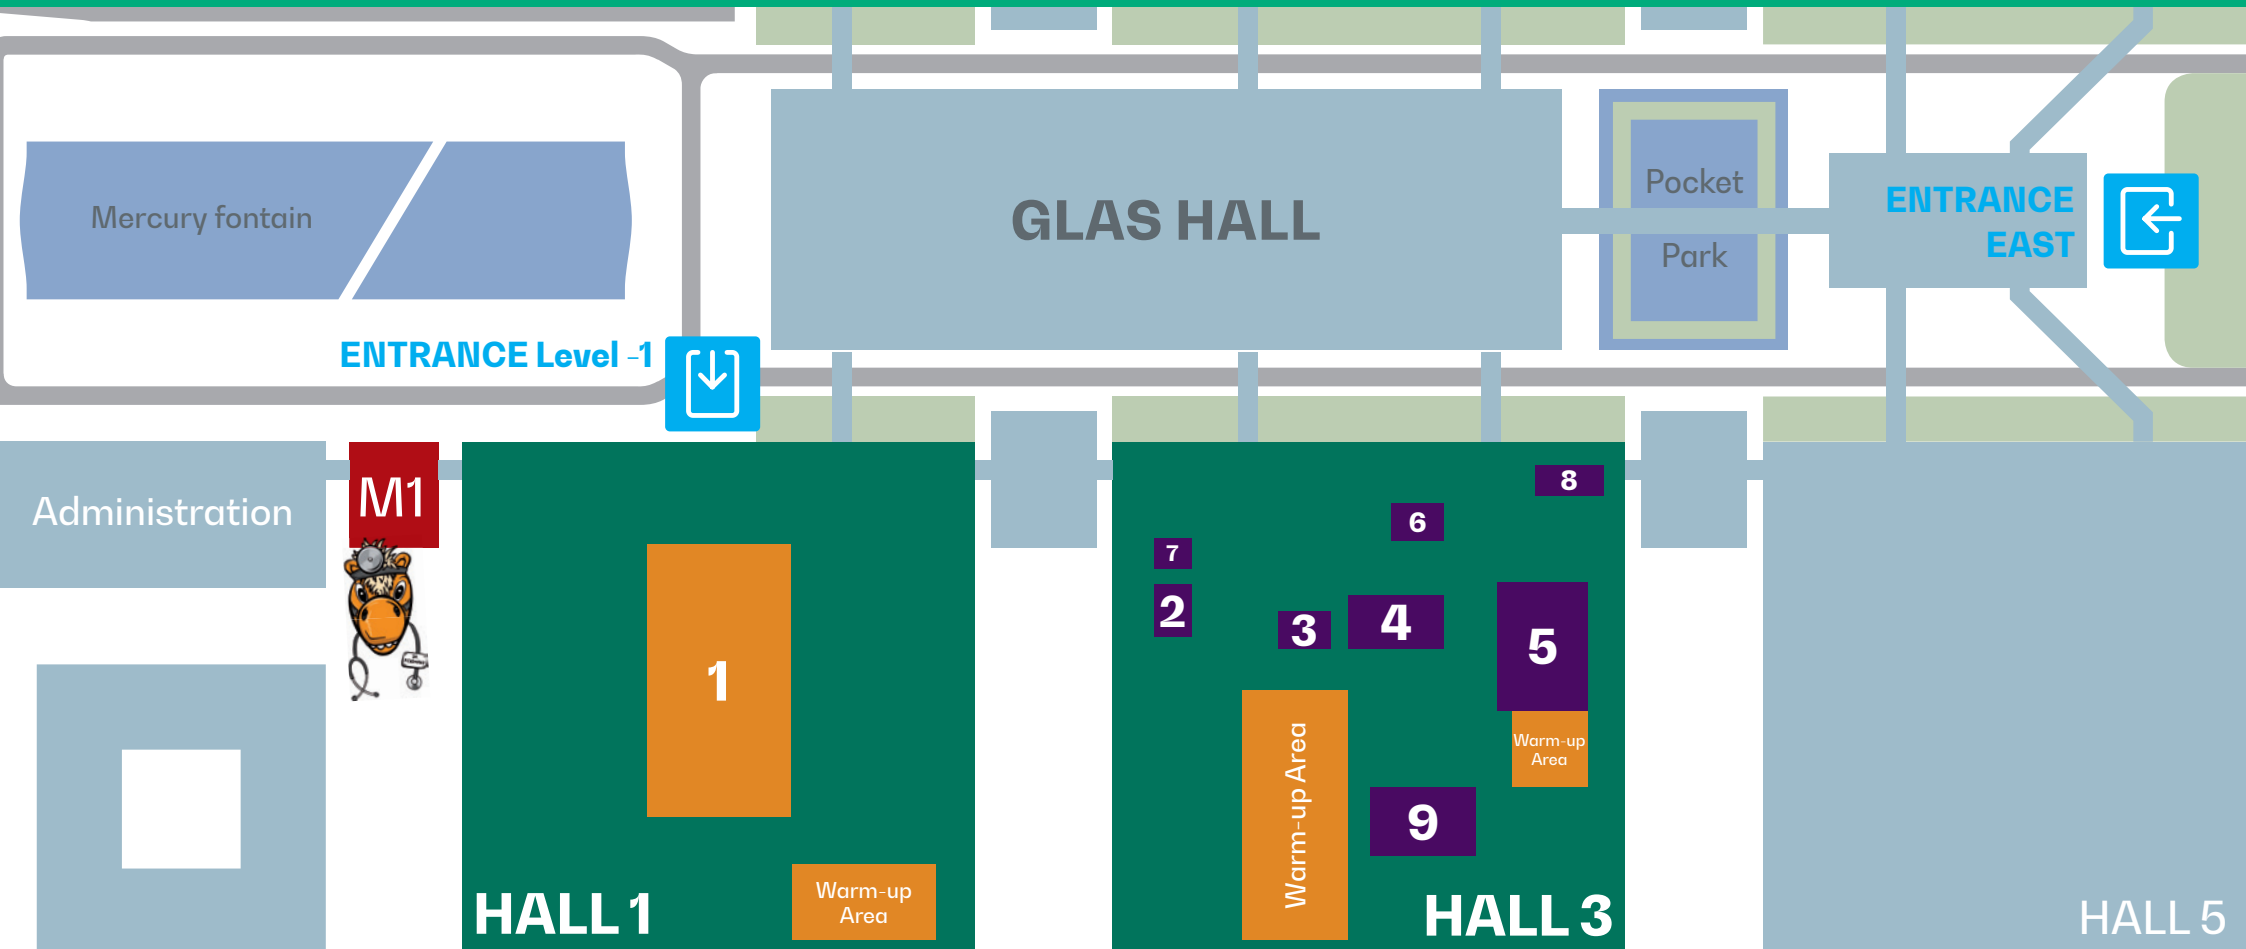 Mercury fontain
GLAS HALL
Pocket
Park
ENTRANCE
EAST
ENTRANCE Level -1
Administration
M1
1
Warm-up
Area
HALL 1
8
6
7
2
3
4
5
Warm-up
Area
Warm-up Area
9
HALL 3
HALL 5